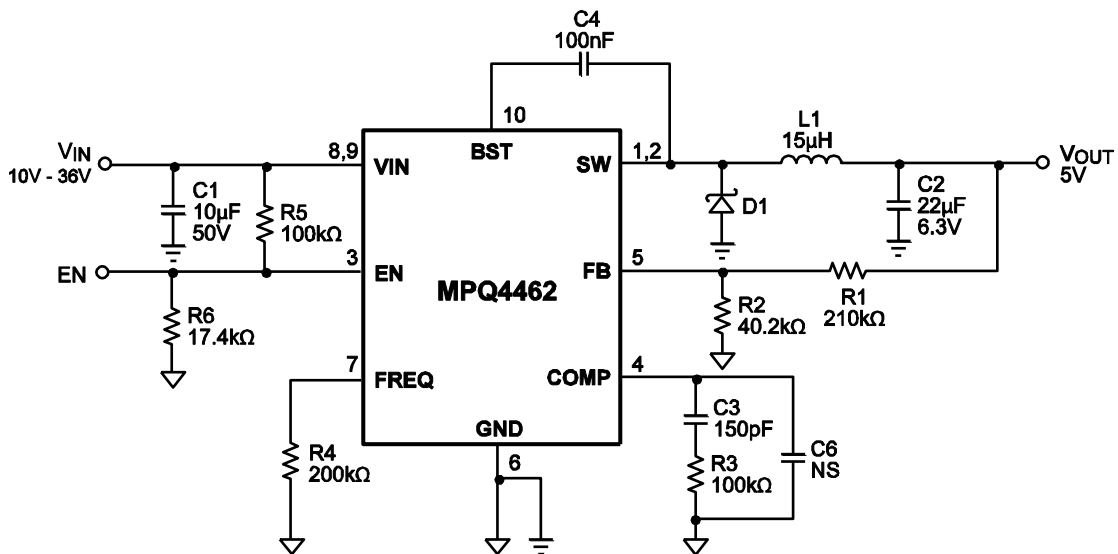 C4
100nF
10
BST
VIN
10V - 36V
8,9
VIN
SW
1,2
L1
15µH
VOUT
5V
C1
10µF
50V
R5
100kΩ
D1
C2
22µF
6.3V
EN
3
EN
MPQ4462
FB
5
R1
210kΩ
R2
40.2kΩ
R6
17.4kΩ
7
FREQ
COMP
4
GND
6
R4
200kΩ
C3
150pF
R3
100kΩ
C6
NS